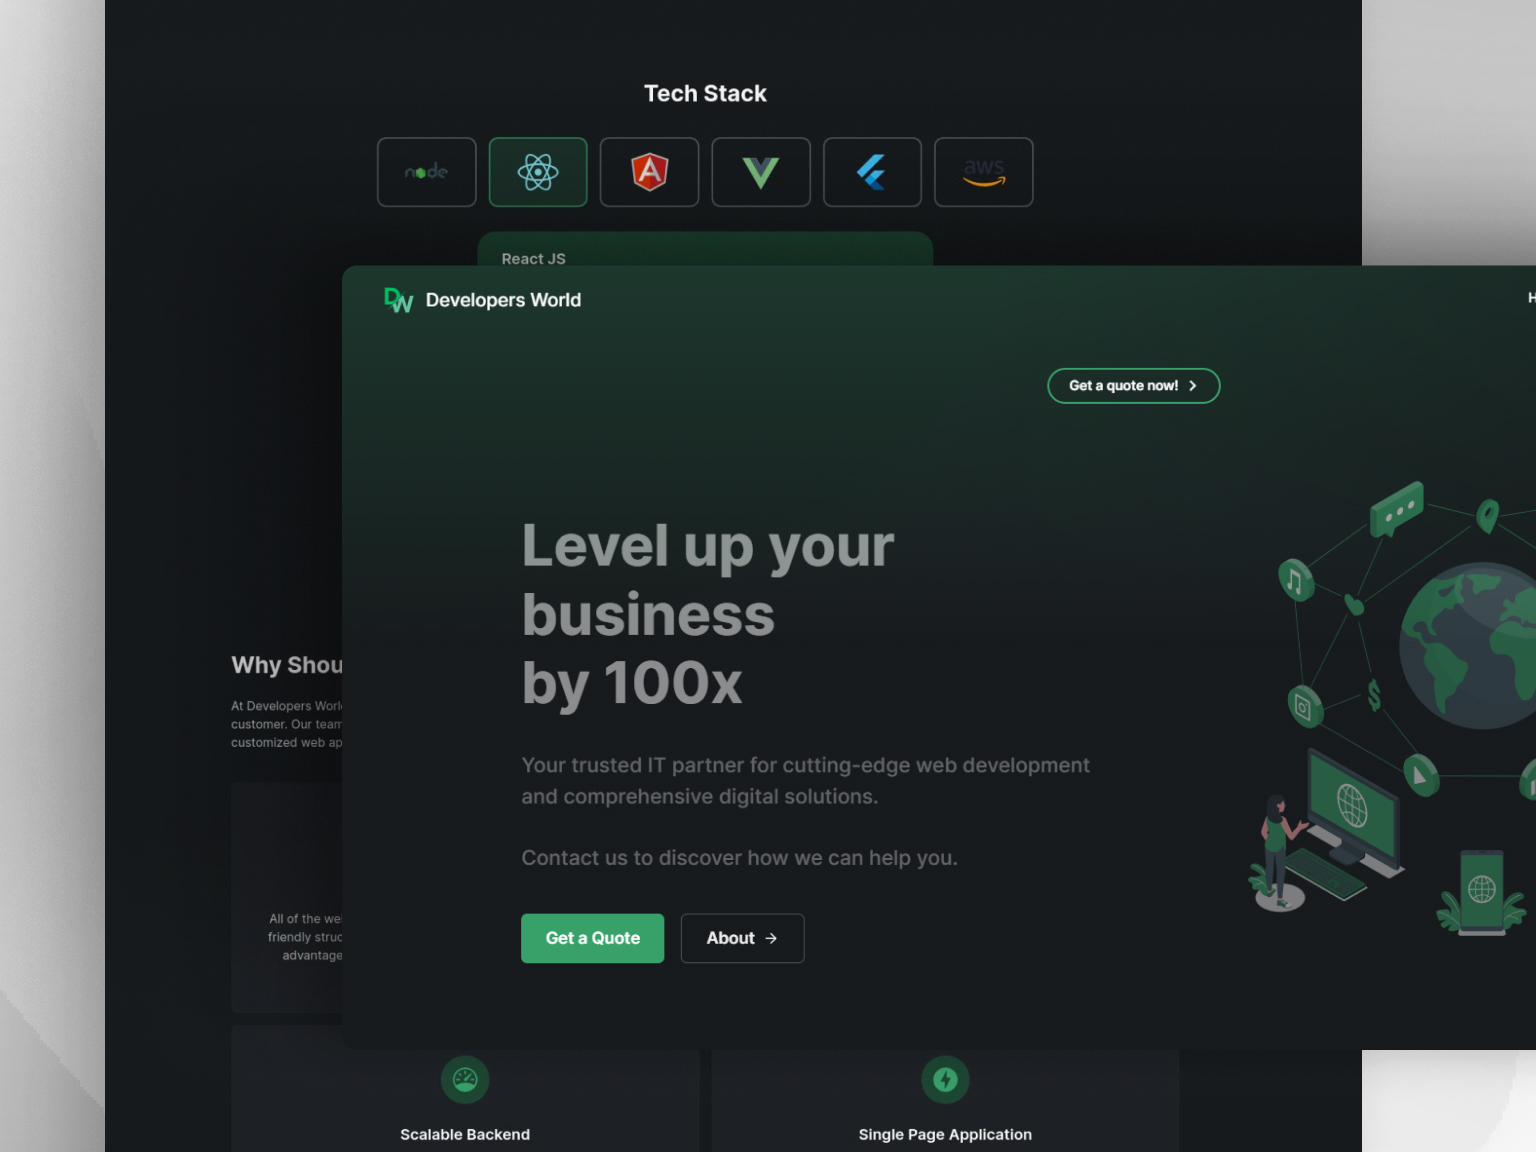 Tech Stack
node
aws
React JS
DW Developers World
H
Get a quote now!
Level up your
business
by 100x
Your trusted IT partner for cutting-edge web development
and comprehensive digital solutions.
Contact us to discover how we can help you.
Get a Quote
About
Why Shou
At Developers Worl
customer. Our team
customized web ap
All of the we
friendly struc
advantage
Scalable Backend
Single Page Application